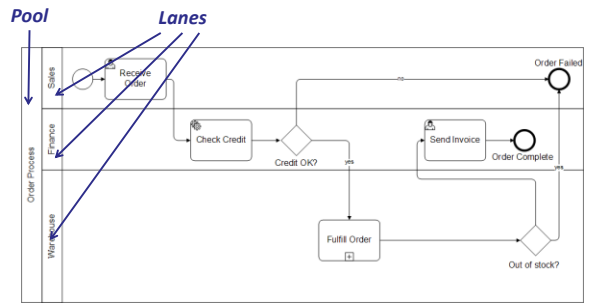 Pool
Lanes
Order Process
Sales
Receive
Order
Order Failed
no
Finance
Check Credit
Credit OK?
yes
Send Invoice
Order Complete
yes
Warehouse
Fulfill Order
Out of stock?